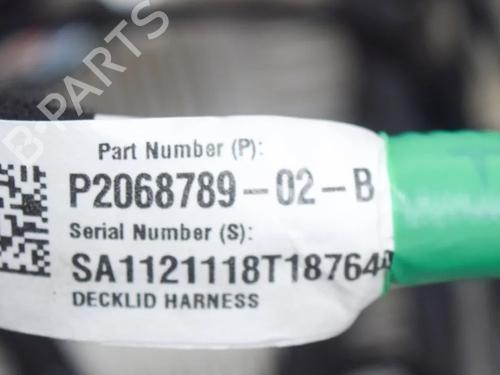 B-PARTS
Part Number (P):
P2068789-02-B
Serial Number (S):
SA1121118T18764
DECKLID HARNESS